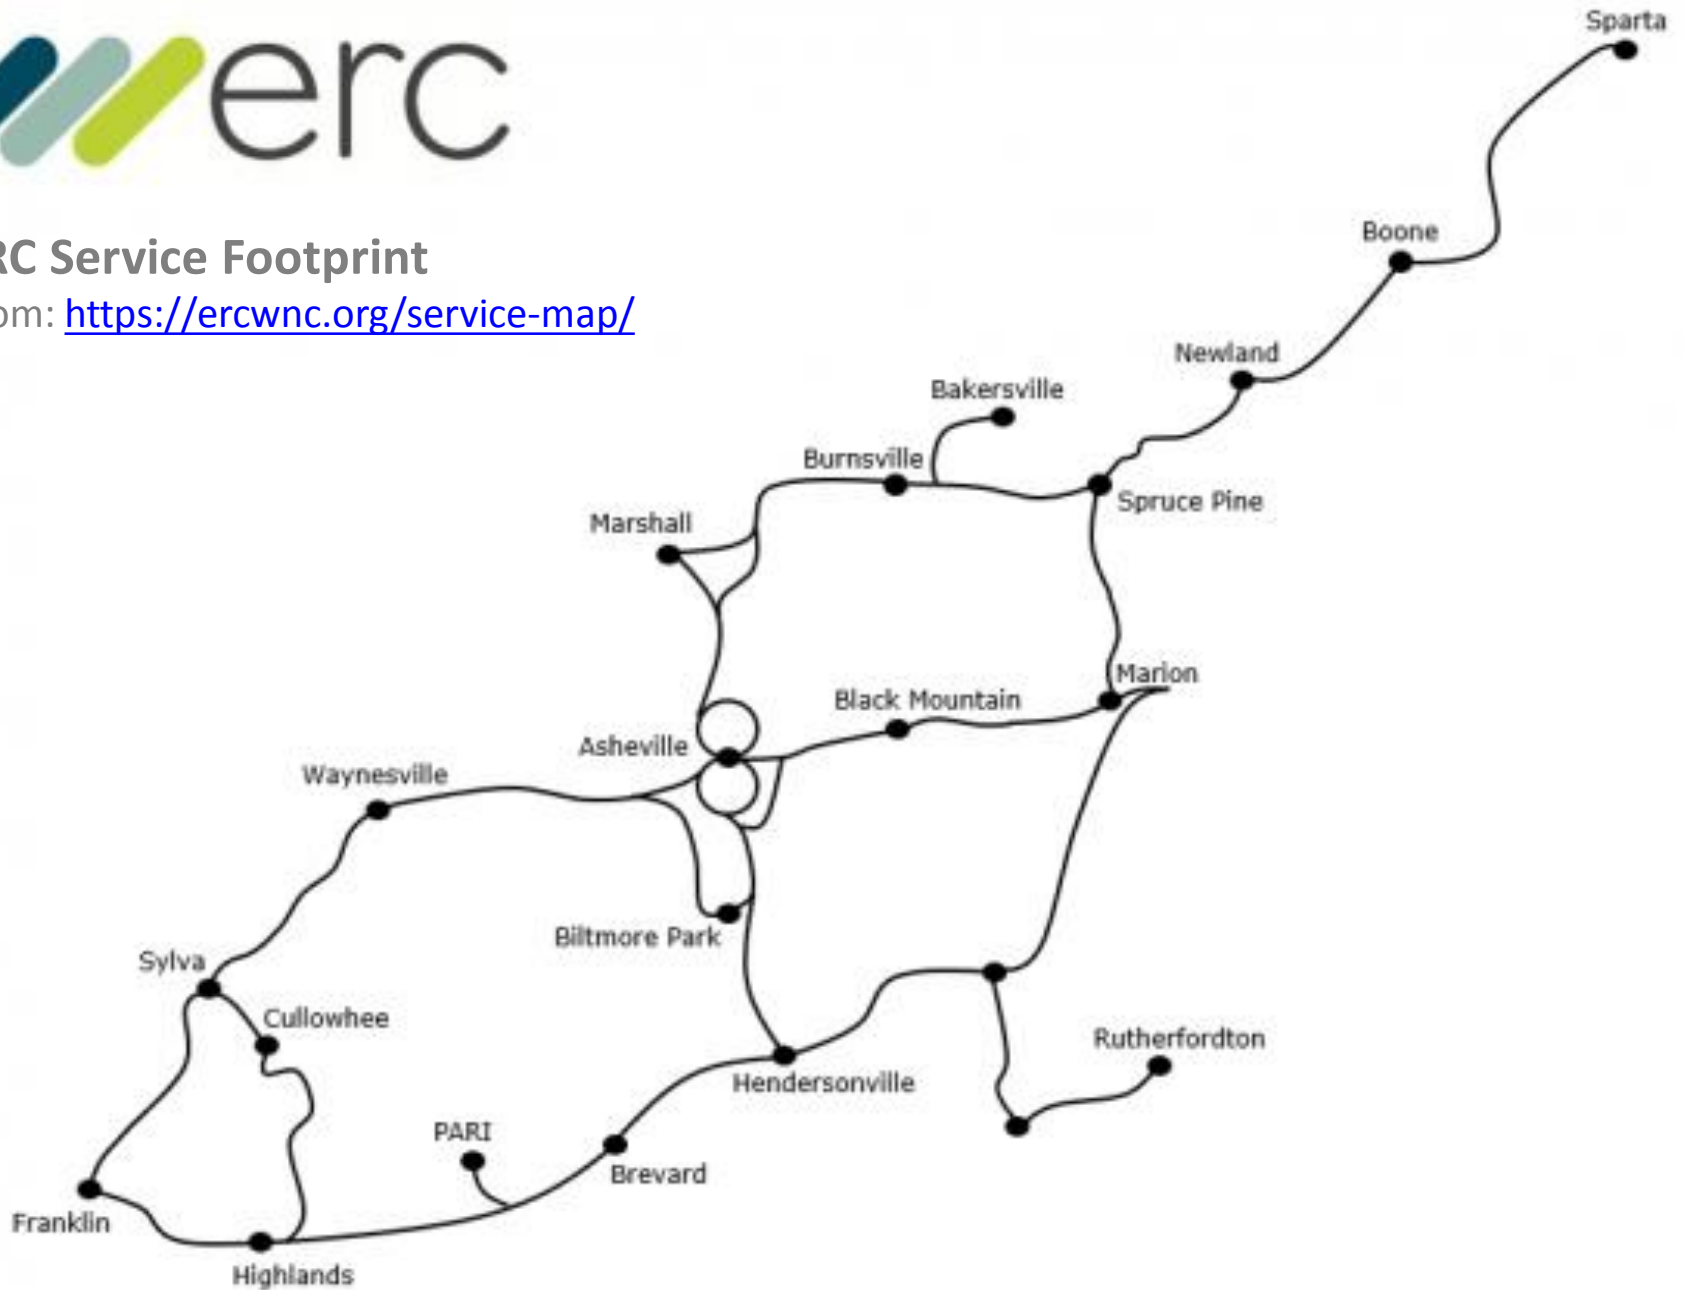 erc
RC Service Footprint
om: https://ercwnc.org/service-map/
Sparta
Boone
Newland
Bakersville
Burnsville
Spruce Pine
Marshall
Marion
Black Mountain
Asheville
Waynesville
Biltmore Park
Sylva
Cullowhee
Rutherfordton
Hendersonville
PARI
Brevard
Franklin
Highlands